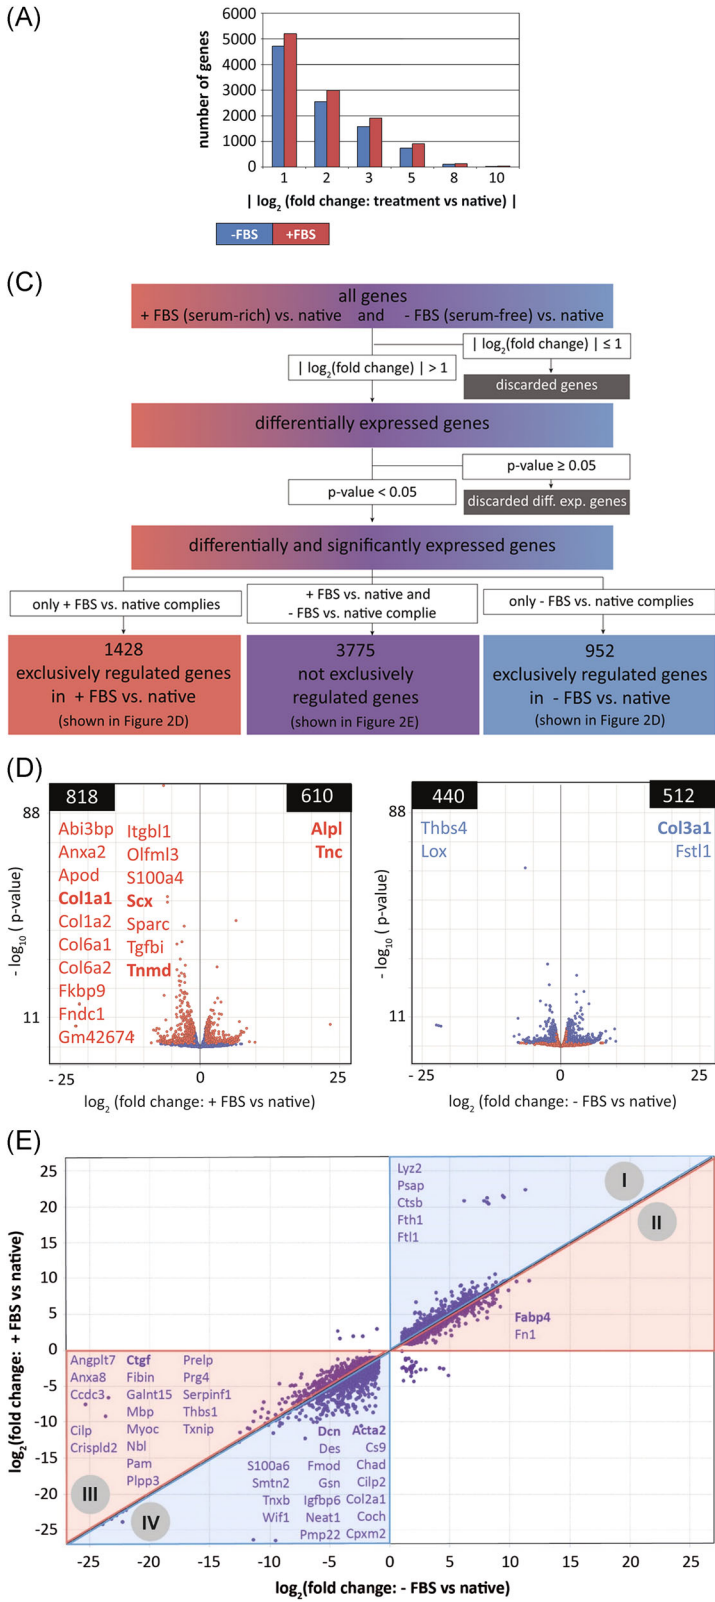 (A)
number of genes
6000
5000
4000
3000
2000
1000
0
1 2 3 5 8 10
| log2 (fold change: treatment vs native) |
-FBS +FBS
(C)
all genes
+ FBS (serum-rich) vs. native and - FBS (serum-free) vs. native
| log2(fold change) | ≤ 1
| log2(fold change) | > 1
discarded genes
differentially expressed genes
p-value ≥ 0.05
p-value < 0.05
discarded diff. exp. genes
differentially and significantly expressed genes
only + FBS vs. native complies
+ FBS vs. native and
- FBS vs. native complie
only - FBS vs. native complies
1428
exclusively regulated genes
in + FBS vs. native
(shown in Figure 2D)
3775
not exclusively
regulated genes
(shown in Figure 2E)
952
exclusively regulated genes
in - FBS vs. native
(shown in Figure 2D)
(D)
818
610
88
11
- log10 ( p-value)
Abi3bp
Anxa2
Apod
Col1a1
Col1a2
Col6a1
Col6a2
Fkbp9
Fndc1
Gm42674
Itgbl1
Olfml3
S100a4
Scx
Sparc
Tgfbi
Tnmd
Alpl
Tnc
- 25 0 25
log2 (fold change: + FBS vs native)
440
512
88
11
- log10 ( p-value)
Thbs4
Lox
Col3a1
Fstl1
- 25 0 25
log2 (fold change: - FBS vs native)
(E)
log2(fold change: + FBS vs native)
25
20
15
10
5
0
-5
-10
-15
-20
-25
Lyz2
Psap
Ctsb
Fth1
Ftl1
I
II
Fabp4
Fn1
Angplt7
Anxa8
Ccdc3
Cilp
Crispld2
Ctgf
Fibin
Galnt15
Mbp
Myoc
Nbl
Pam
Plpp3
Prelp
Prg4
Serpinf1
Thbs1
Txnip
III
IV
S100a6
Smtn2
Tnxb
Wif1
Dcn
Des
Fmod
Gsn
Igfbp6
Neat1
Pmp22
Acta2
Cs9
Chad
Cilp2
Col2a1
Coch
Cpxm2
-25 -20 -15 -10 -5 0 5 10 15 20 25
log2(fold change: - FBS vs native)